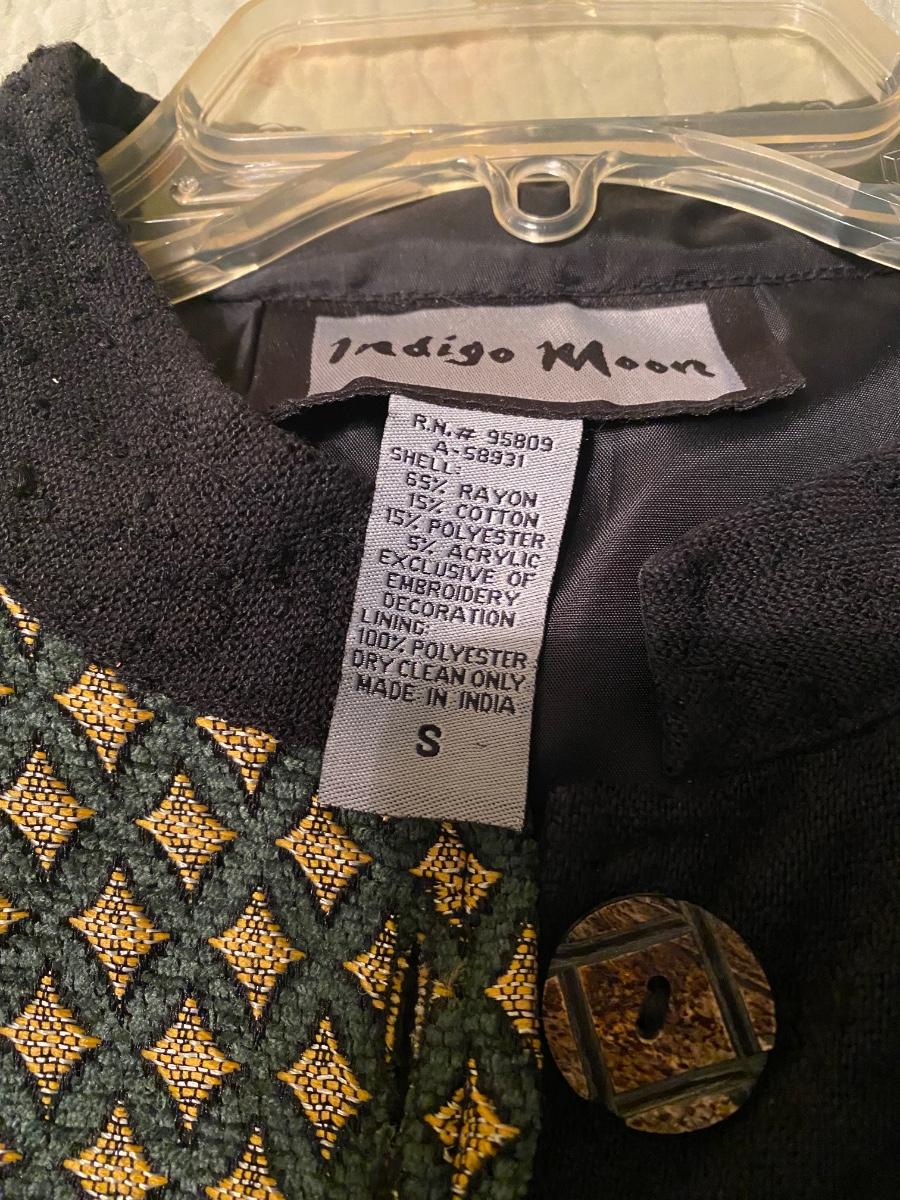 Indigo Moon
R.N.# 95809
A-58931
SHELL:
65% RAYON
15% COTTON
15% POLYESTER
5% ACRYLIC
EXCLUSIVE OF
EMBROIDERY
DECORATION
LINING:
100% POLYESTER
DRY CLEAN ONLY
MADE IN INDIA
S